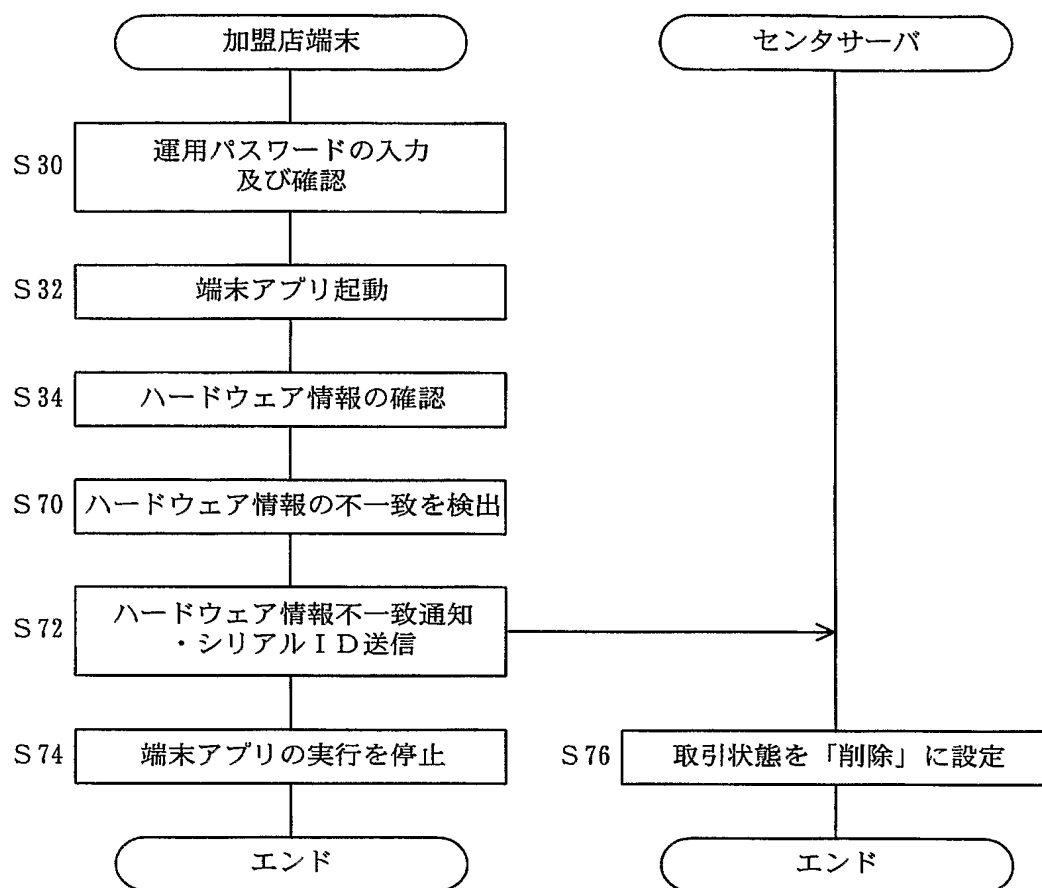 加盟店端末
センタサーバ
S30
運用パスワードの入力
及び確認
S32
端末アプリ起動
S34
ハードウェア情報の確認
S70
ハードウェア情報の不一致を検出
S72
ハードウェア情報不一致通知
・シリアルID送信
S74
端末アプリの実行を停止
S76
取引状態を「削除」に設定
エンド
エンド